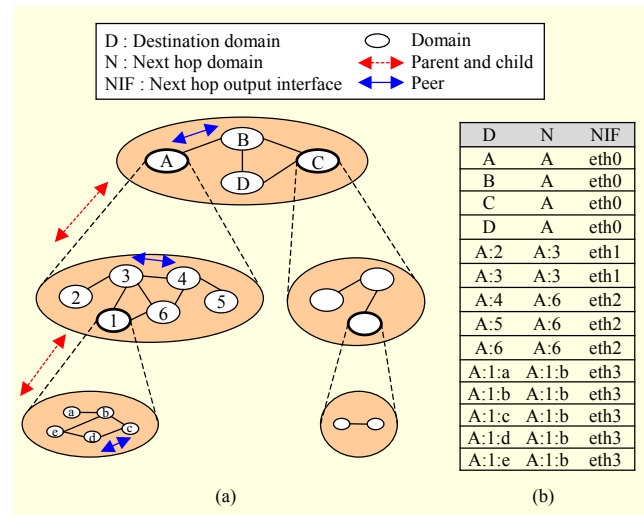 D : Destination domain
N : Next hop domain
NIF : Next hop output interface
Domain
Parent and child
Peer
A
B
C
D
1
2
3
4
5
6
a
b
c
d
e
(a)
D N NIF
A A eth0
B A eth0
C A eth0
D A eth0
A:2 A:3 eth1
A:3 A:3 eth1
A:4 A:6 eth2
A:5 A:6 eth2
A:6 A:6 eth2
A:1:a A:1:b eth3
A:1:b A:1:b eth3
A:1:c A:1:b eth3
A:1:d A:1:b eth3
A:1:e A:1:b eth3
(b)